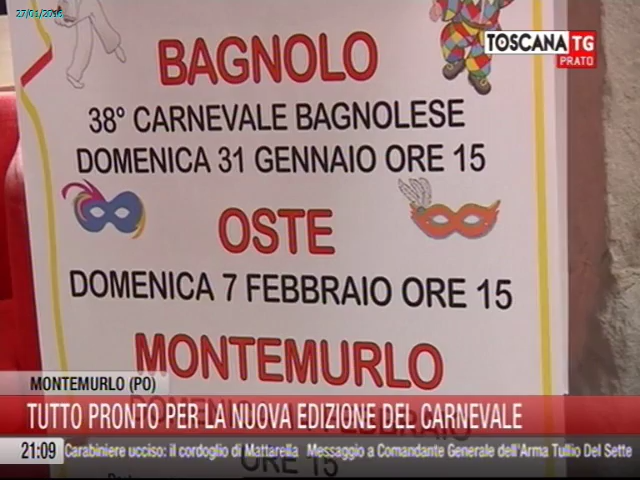 27/01/2016
TOSCANA TG
PRATO
BAGNOLO
38° CARNEVALE BAGNOLESE
DOMENICA 31 GENNAIO ORE 15
OSTE
DOMENICA 7 FEBBRAIO ORE 15
MONTEMURLO
MONTEMURLO (PO)
TUTTO PRONTO PER LA NUOVA EDIZIONE DEL CARNEVALE
21:09 Carabiniere ucciso: il cordoglio di Mattarella Messaggio a Comandante Generale dell'Arma Tullio Del Sette
ORE 15